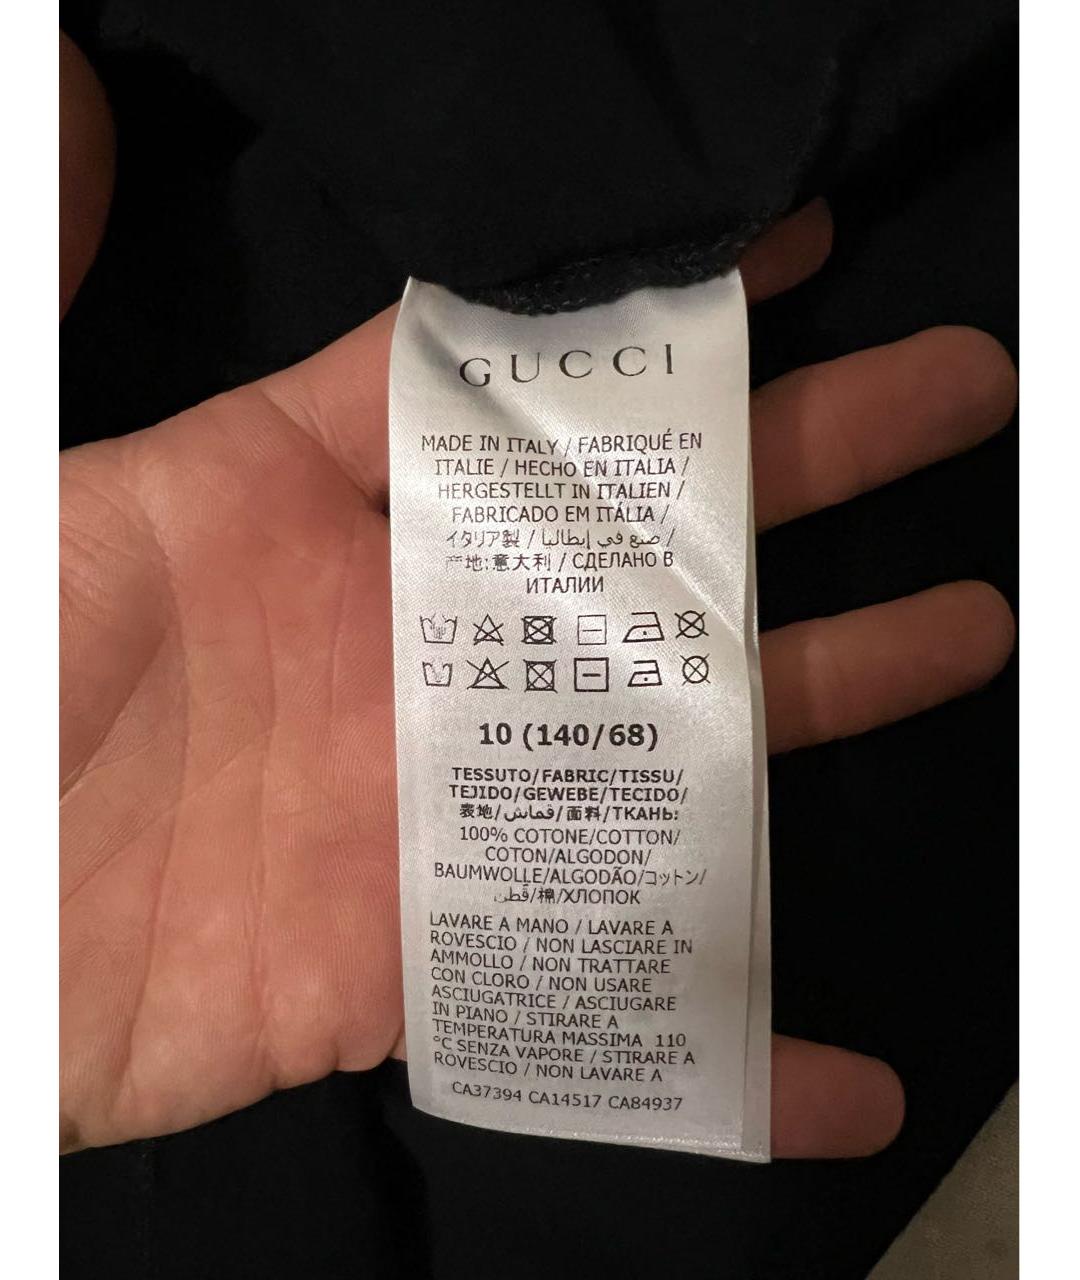 GUCCI
MADE IN ITALY / FABRIQUÉ EN
ITALIE / HECHO EN ITALIA /
HERGESTELLT IN ITALIEN /
FABRICADO EM ITÁLIA /
イタリア製 / صنع في إيطاليا /
产地:意大利 / СДЕЛАНО В
ИТАЛИИ
10 (140/68)
TESSUTO/FABRIC/TISSU/
TEJIDO/GEWEBE/TECIDO/
表地/قماش/面料/ТКАНЬ:
100% COTONE/COTTON/
COTON/ALGODON/
BAUMWOLLE/ALGODÃO/コットン/
قطن/棉/ХЛОПОК
LAVARE A MANO / LAVARE A
ROVESCIO / NON LASCIARE IN
AMMOLLO / NON TRATTARE
CON CLORO / NON USARE
ASCIUGATRICE / ASCIUGARE
IN PIANO / STIRARE A
TEMPERATURA MASSIMA 110
°C SENZA VAPORE / STIRARE A
ROVESCIO / NON LAVARE A
CA37394 CA14517 CA84937